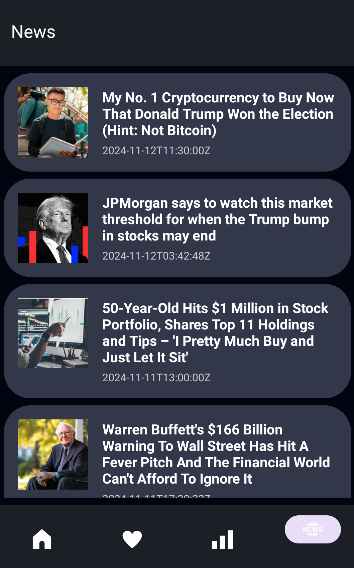 News
My No. 1 Cryptocurrency to Buy Now
That Donald Trump Won the Election
(Hint: Not Bitcoin)
2024-11-12T11:30:00Z
JPMorgan says to watch this market
threshold for when the Trump bump
in stocks may end
2024-11-12T03:42:48Z
50-Year-Old Hits $1 Million in Stock
Portfolio, Shares Top 11 Holdings
and Tips – 'I Pretty Much Buy and
Just Let It Sit'
2024-11-11T13:00:00Z
Warren Buffett's $166 Billion
Warning To Wall Street Has Hit A
Fever Pitch And The Financial World
Can't Afford To Ignore It
NEWS